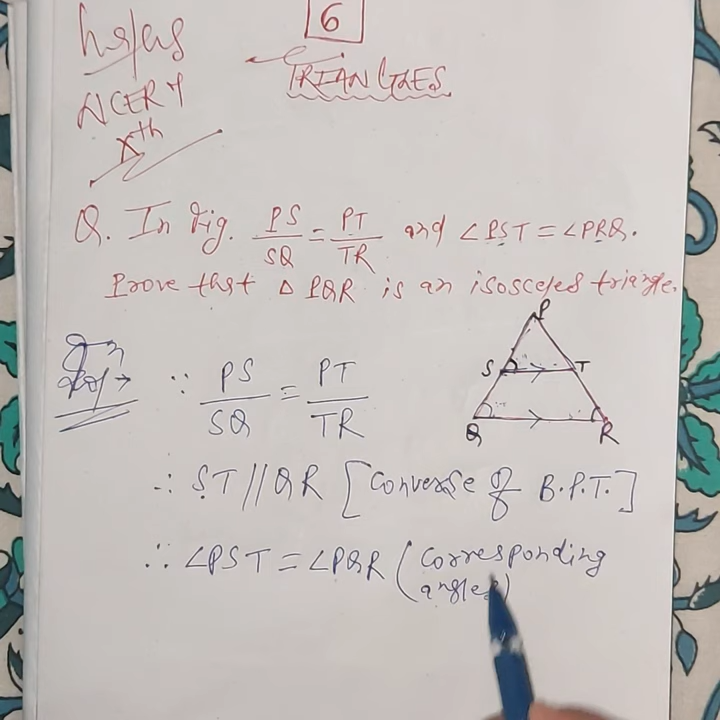 6
TRIANGLES
NCERT
Xth
Q. In fig. PS/SQ = PT/TR and ∠PST = ∠PRQ.
Prove that Δ PQR is an isosceles triangle.
P
S T
Q R
∵ PS/SQ = PT/TR
∴ ST // QR [Converse of B.P.T.]
∴ ∠PST = ∠PQR (Corresponding
angles)